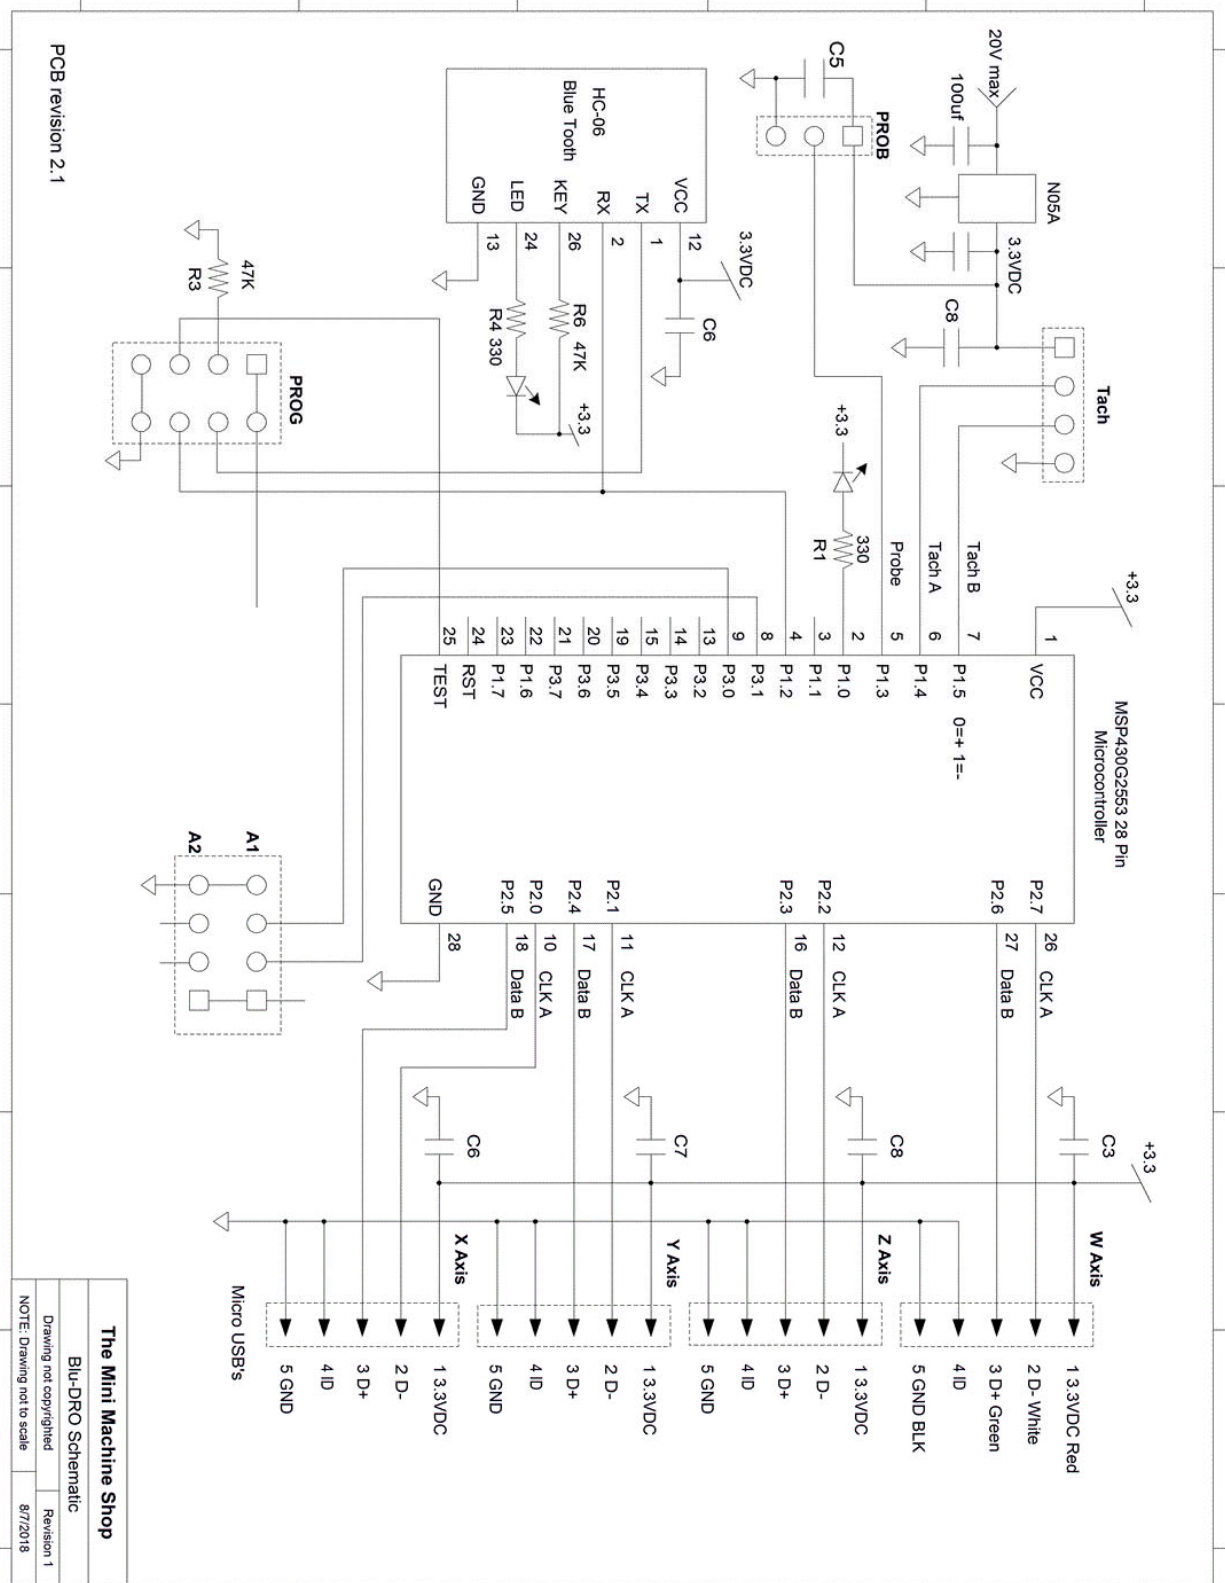 20V max
100uf
N05A
3.3VDC
C8
Tach
C5
PROB
HC-06
Blue Tooth
VCC
TX
RX
KEY
LED
GND
12
1
2
26
24
13
3.3VDC
C6
R6 47K
R4 330
+3.3
47K
R3
PROG
+3.3
330
R1
Probe
Tach A
Tach B
+3.3
MSP430G2553 28 Pin
Microcontroller
1 VCC
7 P1.5 0=+ 1=-
6 P1.4
5 P1.3
2 P1.0
3 P1.1
4 P1.2
8 P3.1
9 P3.0
13 P3.2
14 P3.3
15 P3.4
19 P3.5
20 P3.6
21 P3.7
22 P1.6
23 P1.7
24 RST
25 TEST
P2.7 26 CLK A
P2.6 27 Data B
P2.2 12 CLK A
P2.3 16 Data B
P2.1 11 CLK A
P2.4 17 Data B
P2.0 10 CLK A
P2.5 18 Data B
GND 28
A1
A2
+3.3
C3
C8
C7
C6
W Axis
1 3.3VDC Red
2 D- White
3 D+ Green
4 ID
5 GND BLK
Z Axis
1 3.3VDC
2 D-
3 D+
4 ID
5 GND
Y Axis
1 3.3VDC
2 D-
3 D+
4 ID
5 GND
X Axis
1 3.3VDC
2 D-
3 D+
4 ID
5 GND
Micro USB's
PCB revision 2.1
The Mini Machine Shop
Blu-DRO Schematic
Drawing not copyrighted
Revision 1
NOTE: Drawing not to scale
8/7/2018